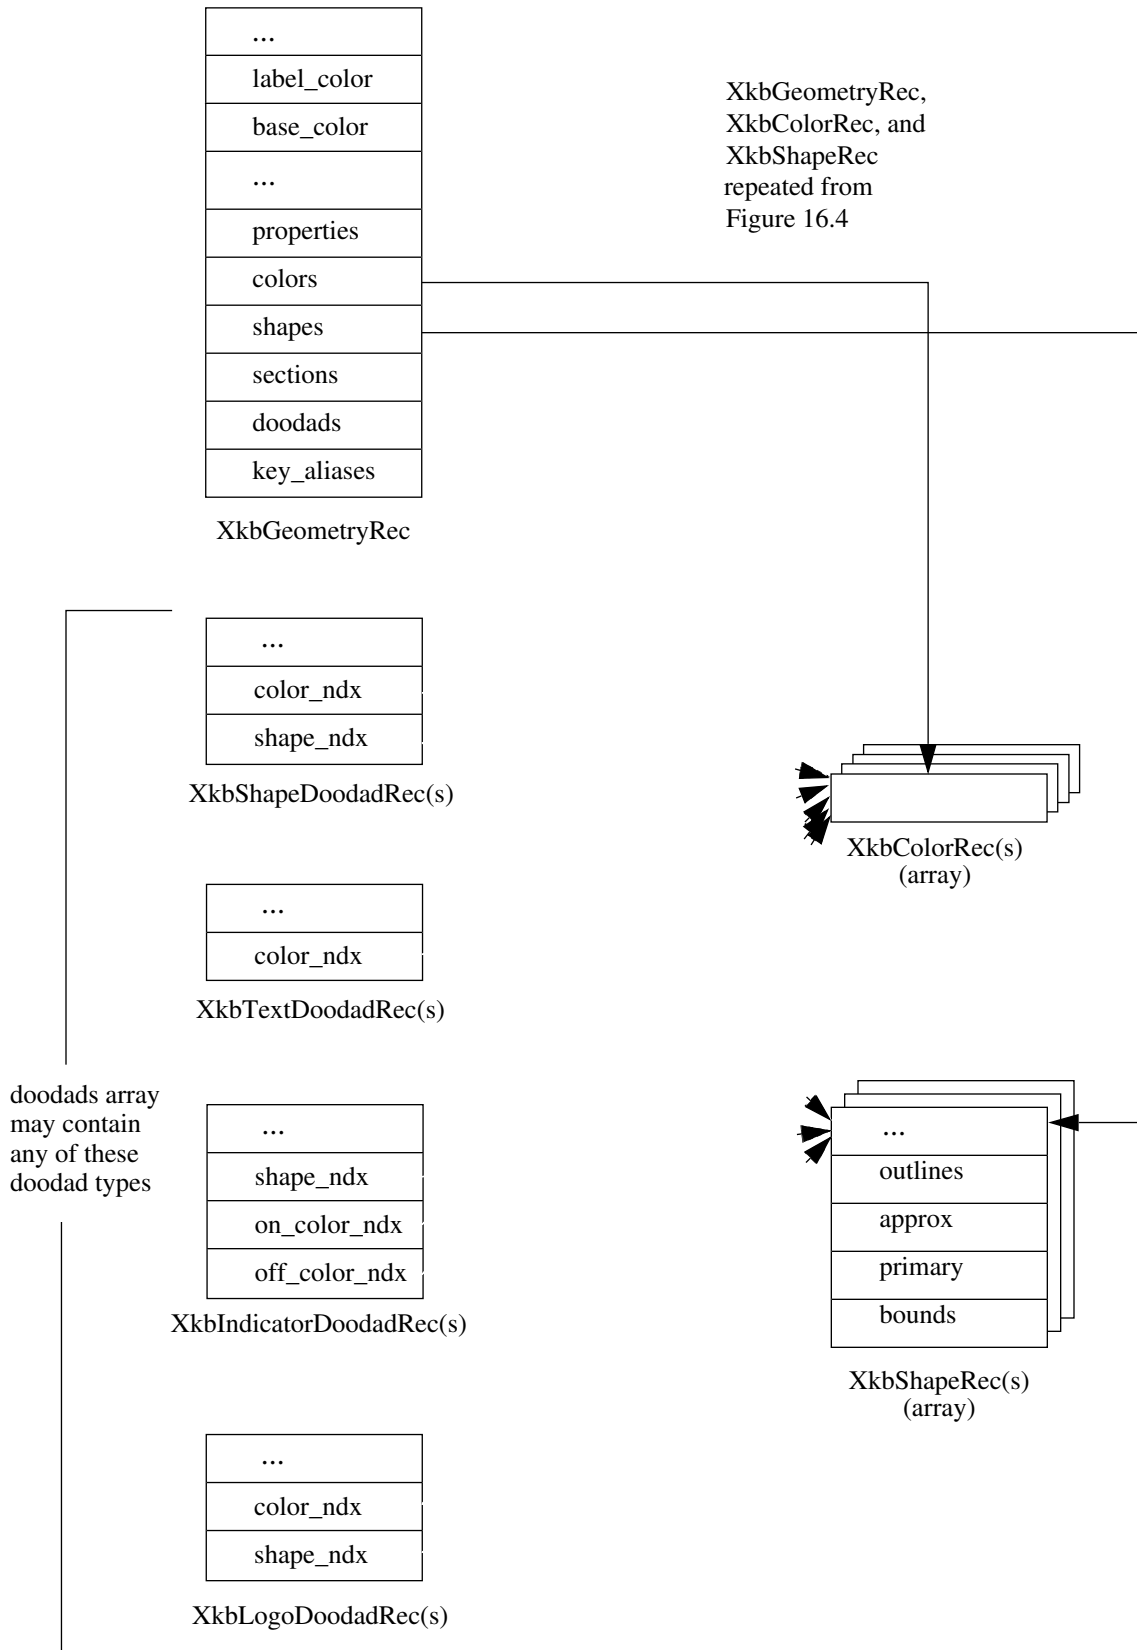 ...
label_color
base_color
...
properties
colors
shapes
sections
doodads
key_aliases
XkbGeometryRec
XkbGeometryRec,
XkbColorRec, and
XkbShapeRec
repeated from
Figure 16.4
...
color_ndx
shape_ndx
XkbShapeDoodadRec(s)
XkbColorRec(s)
(array)
...
color_ndx
XkbTextDoodadRec(s)
doodads array
may contain
any of these
doodad types
...
shape_ndx
on_color_ndx
off_color_ndx
XkbIndicatorDoodadRec(s)
...
outlines
approx
primary
bounds
XkbShapeRec(s)
(array)
...
color_ndx
shape_ndx
XkbLogoDoodadRec(s)